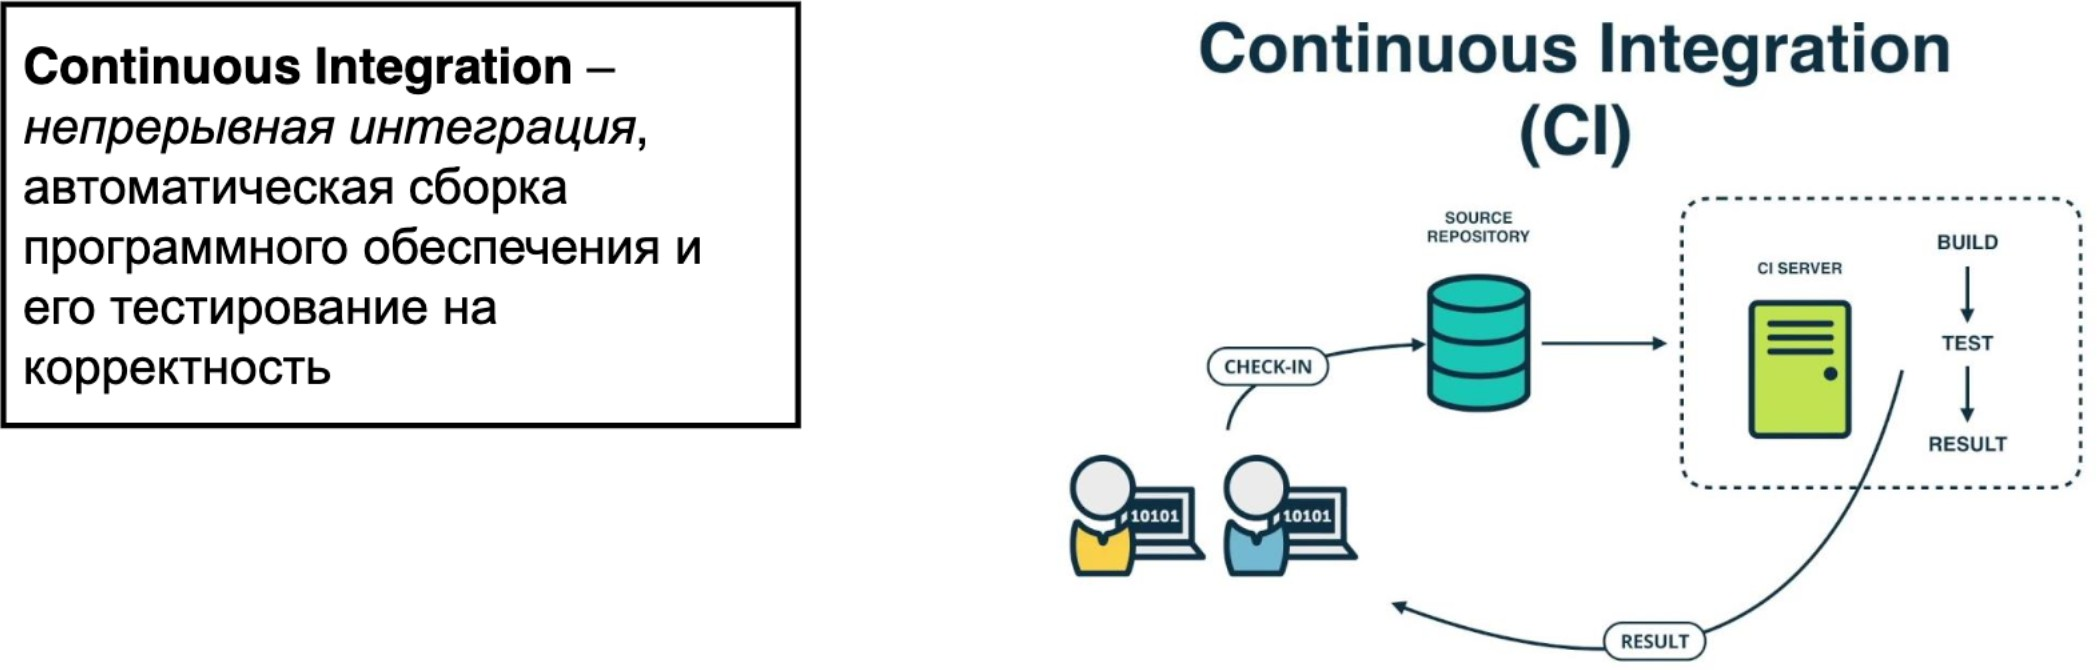 Continuous Integration –
непрерывная интеграция,
автоматическая сборка
программного обеспечения и
его тестирование на
корректность
Continuous Integration
(CI)
SOURCE
REPOSITORY
CI SERVER
BUILD
TEST
RESULT
CHECK-IN
10101
10101
RESULT